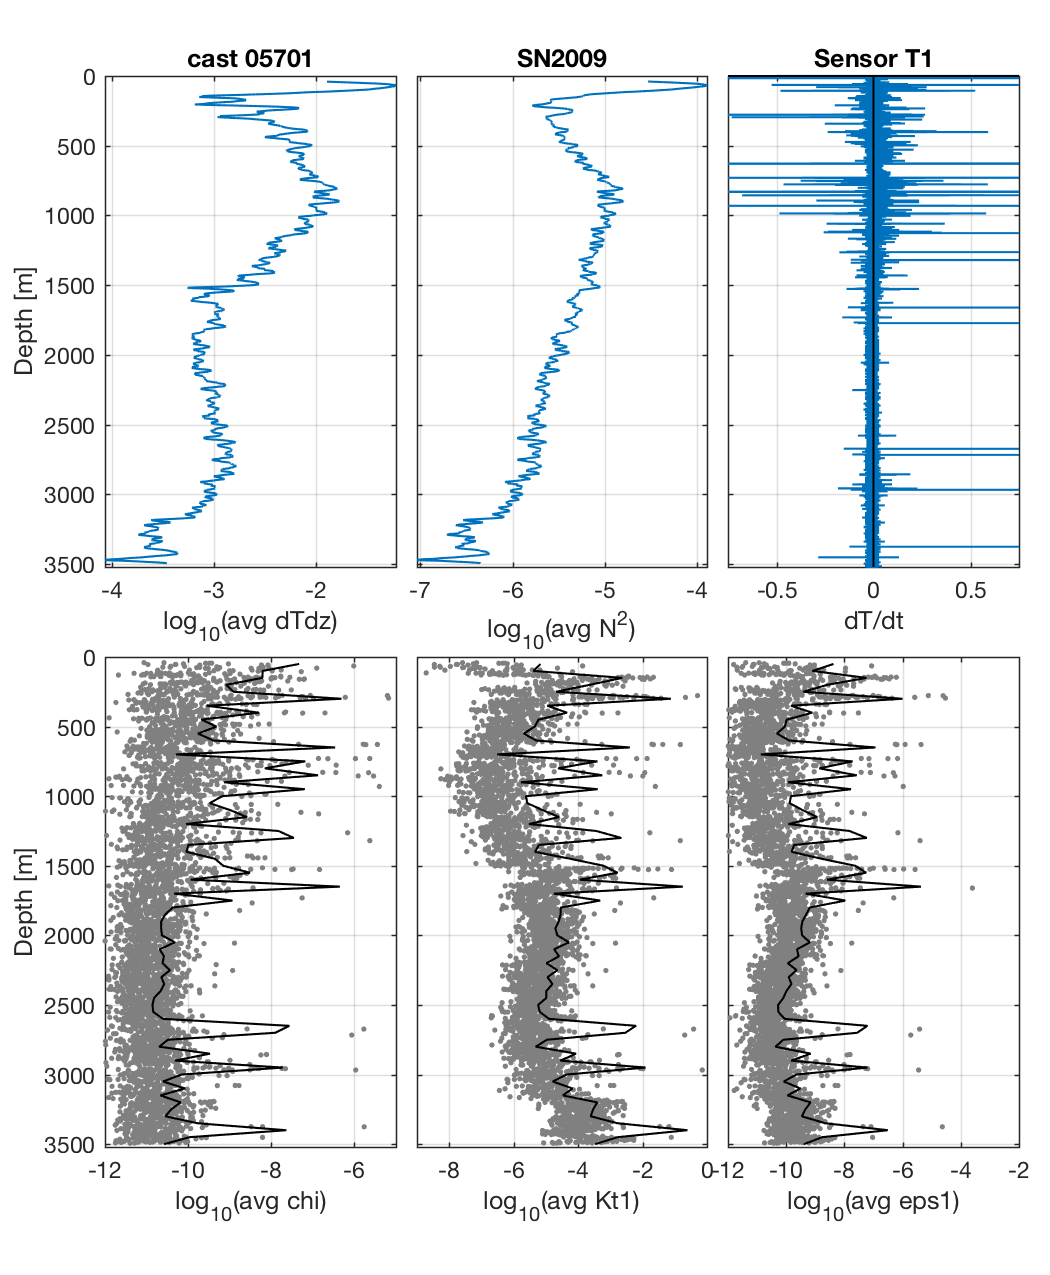 cast 05701 SN2009 Sensor T1
0
500
1000
1500
2000
2500
3000
3500
Depth [m]
-4 -3 -2 -7 -6 -5 -4 -0.5 0 0.5
log10(avg dTdz) log10(avg N2) dT/dt
0
500
1000
1500
2000
2500
3000
3500
Depth [m]
-12 -10 -8 -6 -8 -6 -4 -2 0 -12 -10 -8 -6 -4 -2
log10(avg chi) log10(avg Kt1) log10(avg eps1)